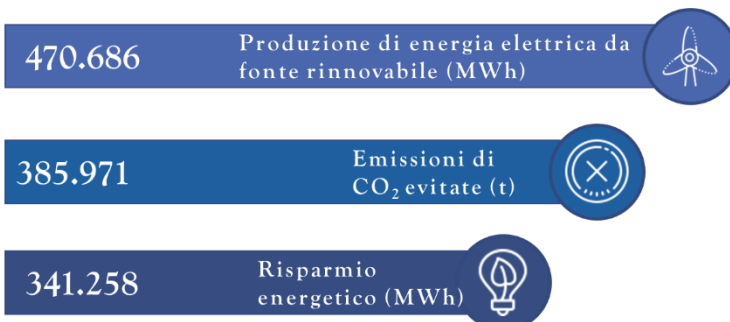 470.686
Produzione di energia elettrica da
fonte rinnovabile (MWh)
385.971
Emissioni di
CO₂ evitate (t)
341.258
Risparmio
energetico (MWh)